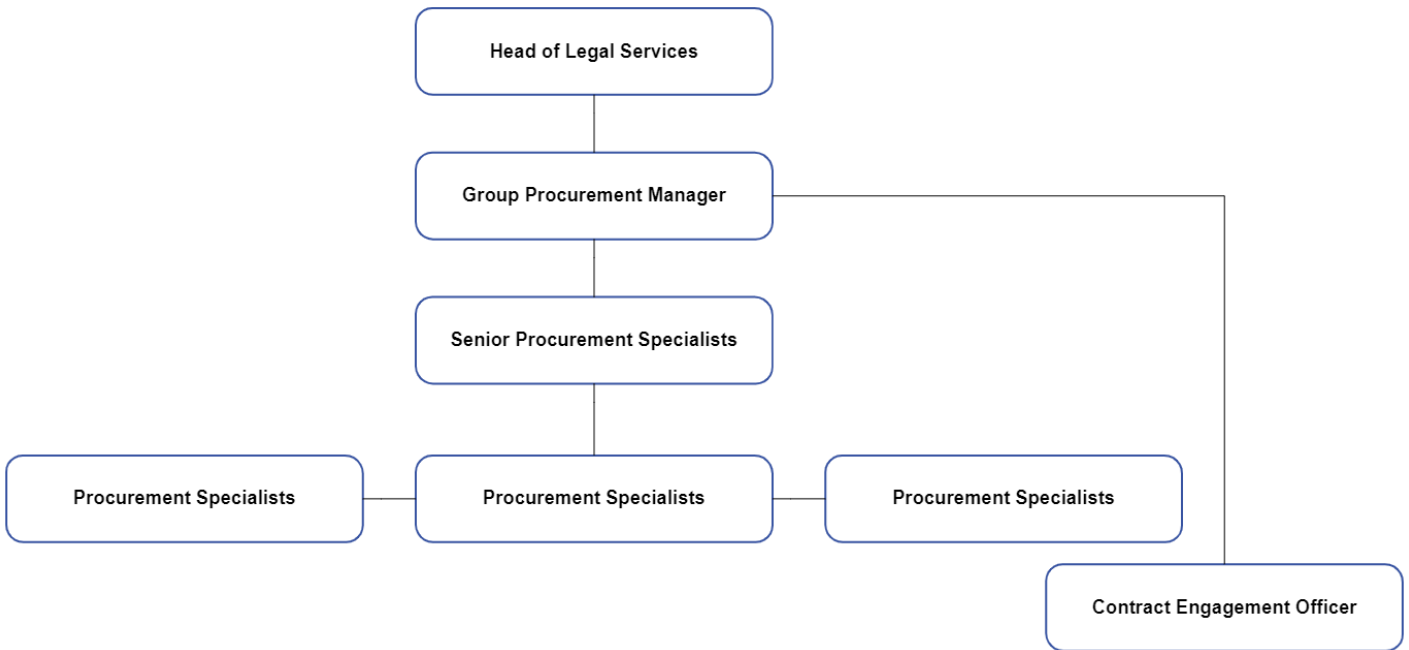 Head of Legal Services
Group Procurement Manager
Senior Procurement Specialists
Procurement Specialists
Procurement Specialists
Procurement Specialists
Contract Engagement Officer